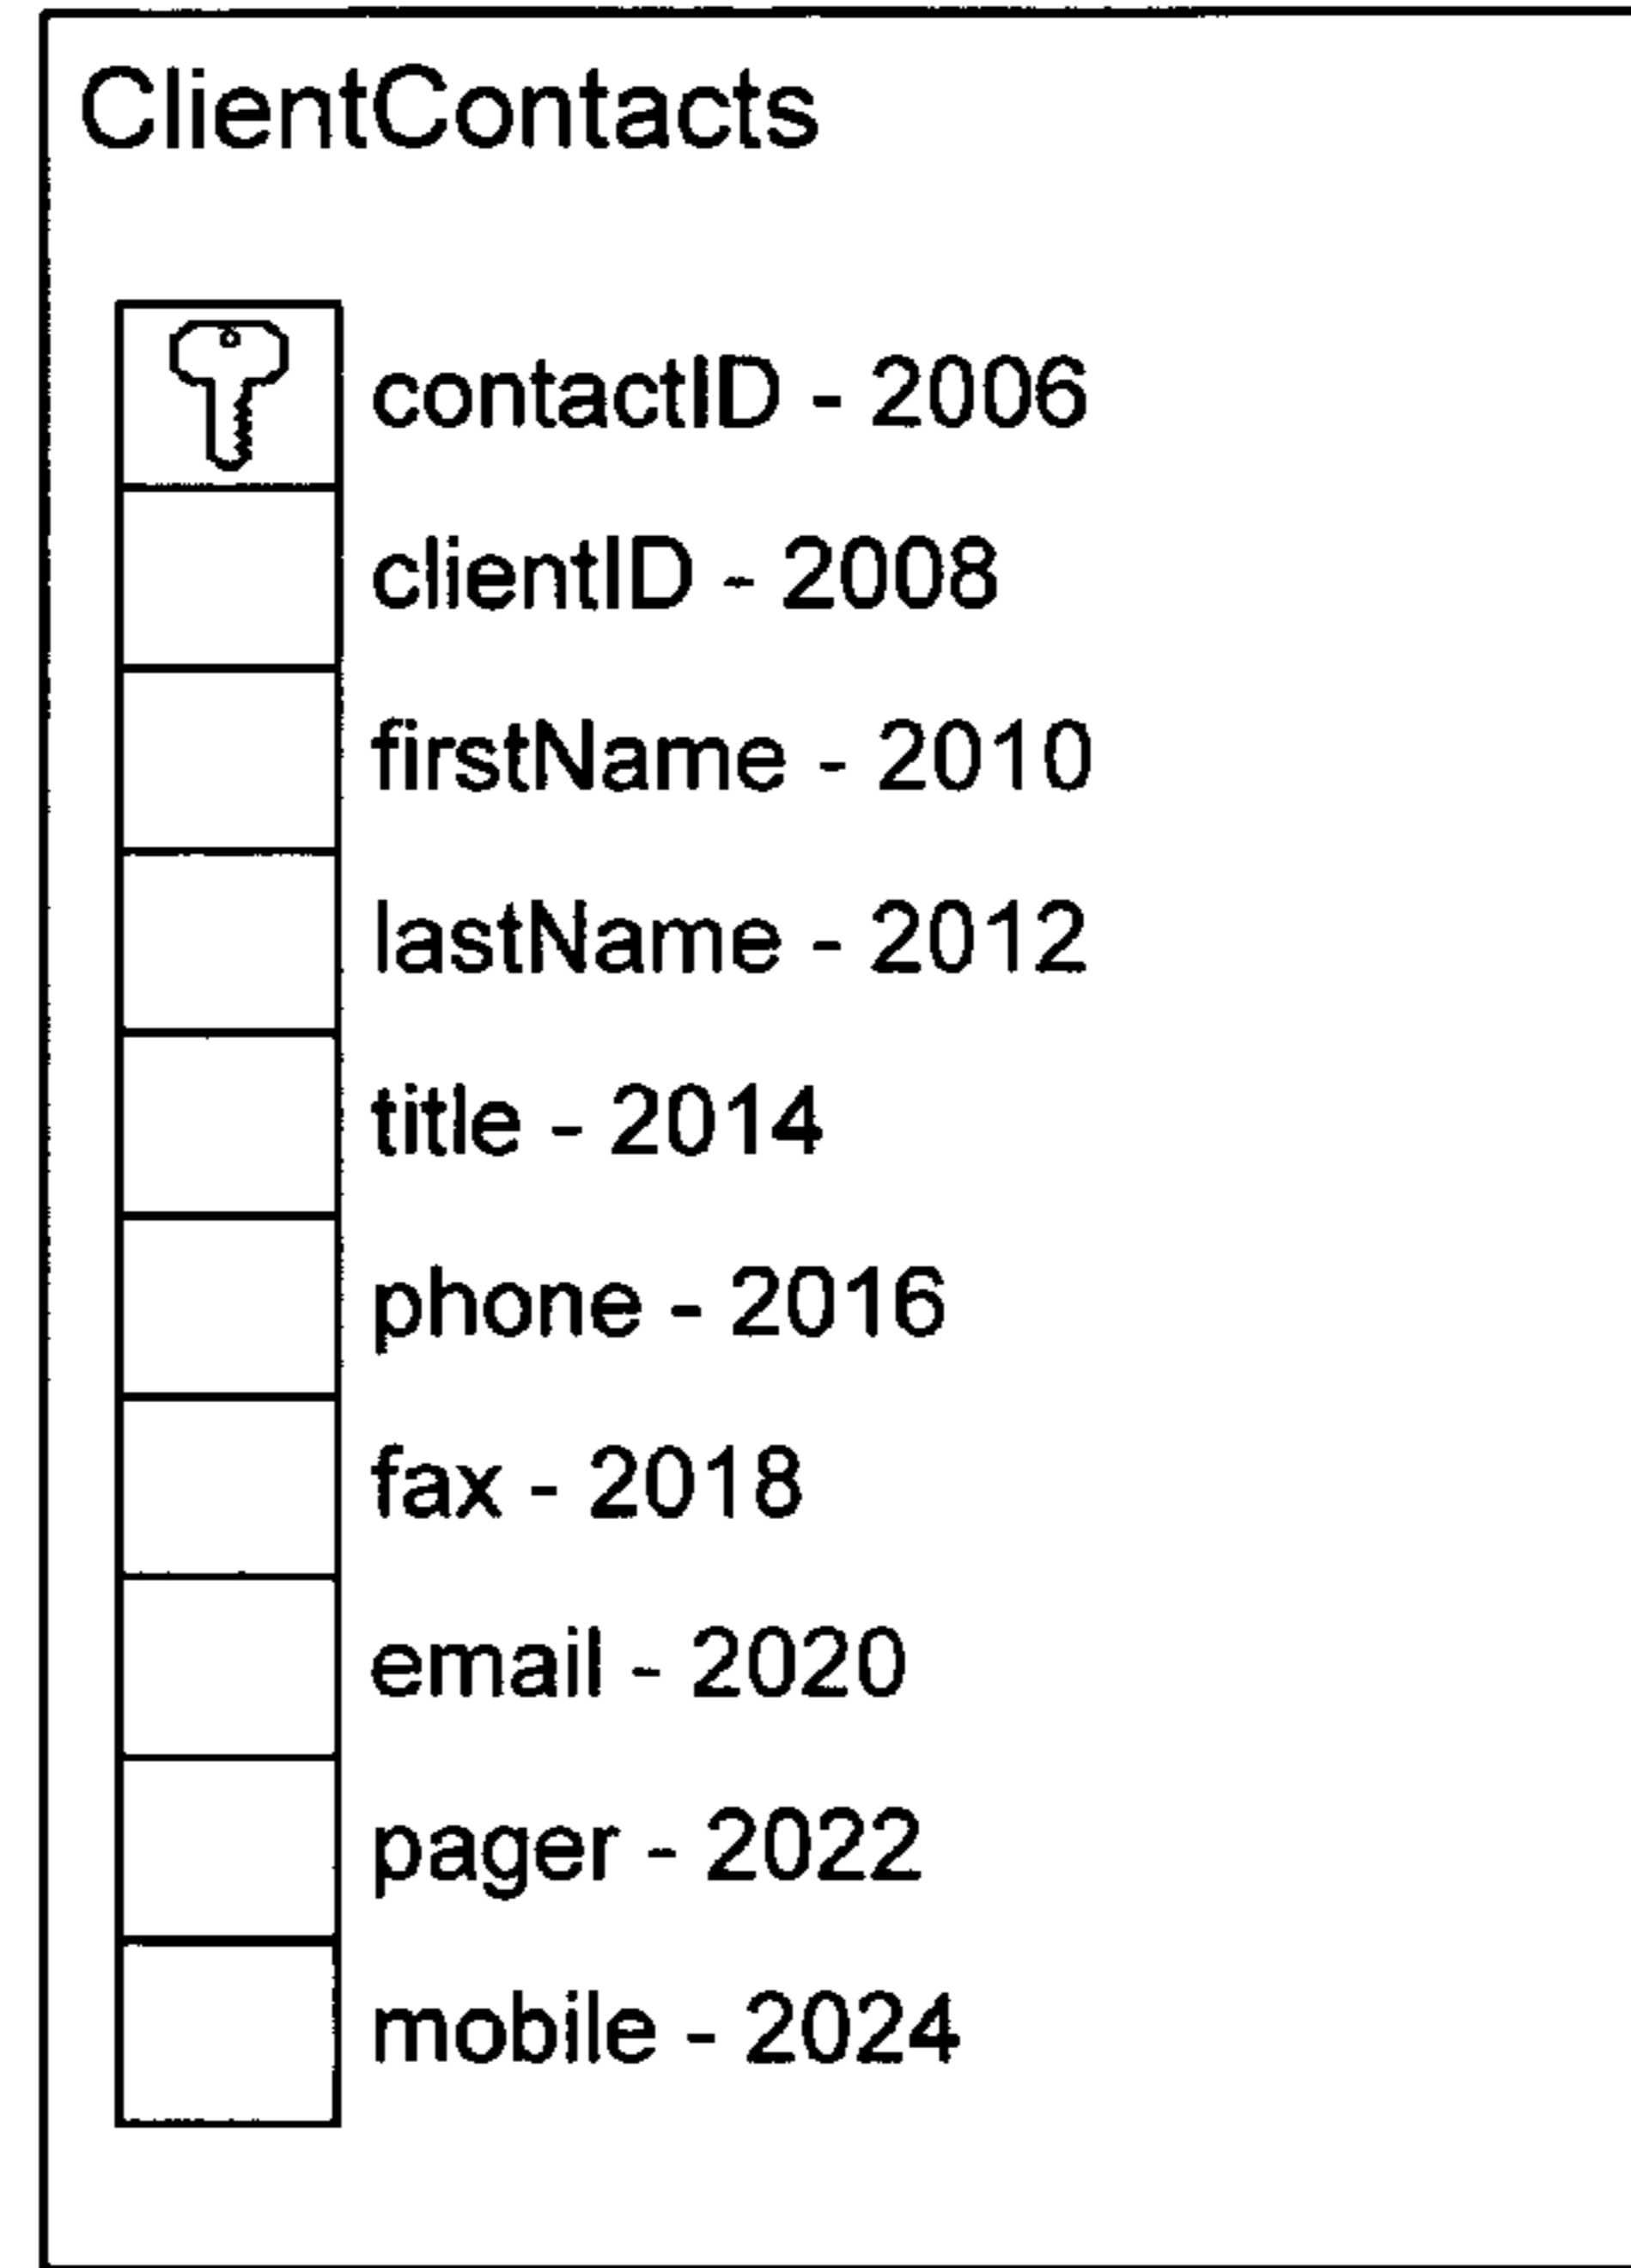 ClientContacts
contactID - 2006
clientID - 2008
firstName - 2010
lastName - 2012
title - 2014
phone - 2016
fax - 2018
email - 2020
pager - 2022
mobile - 2024